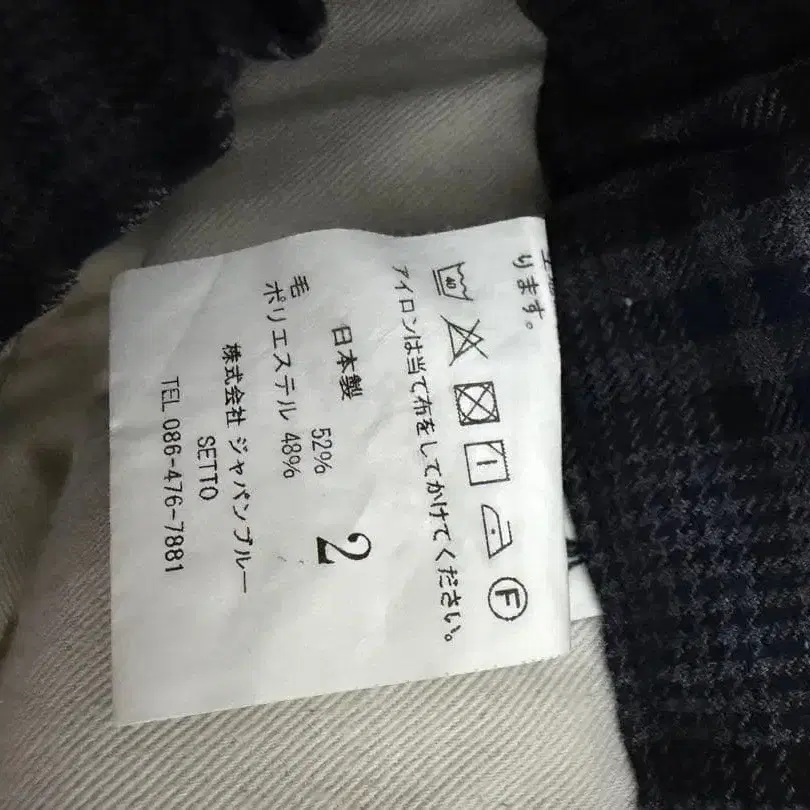 ります。
40
F
アイロンは当て布をしてかけてください。
日本製
2
毛 52%
ポリエステル 48%
株式会社 ジャパンブルー
SETTO
TEL 086-476-7881